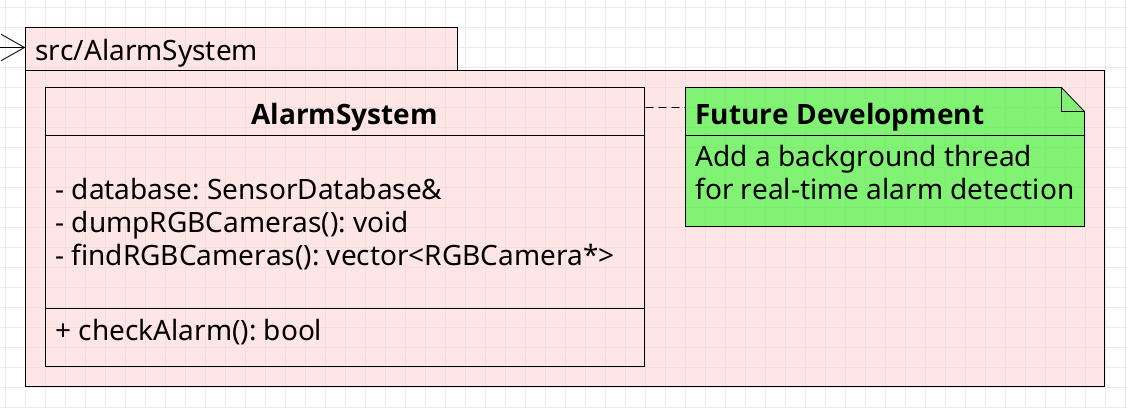 src/AlarmSystem
AlarmSystem
- database: SensorDatabase&
- dumpRGBCameras(): void
- findRGBCameras(): vector<RGBCamera*>
+ checkAlarm(): bool
Future Development
Add a background thread
for real-time alarm detection